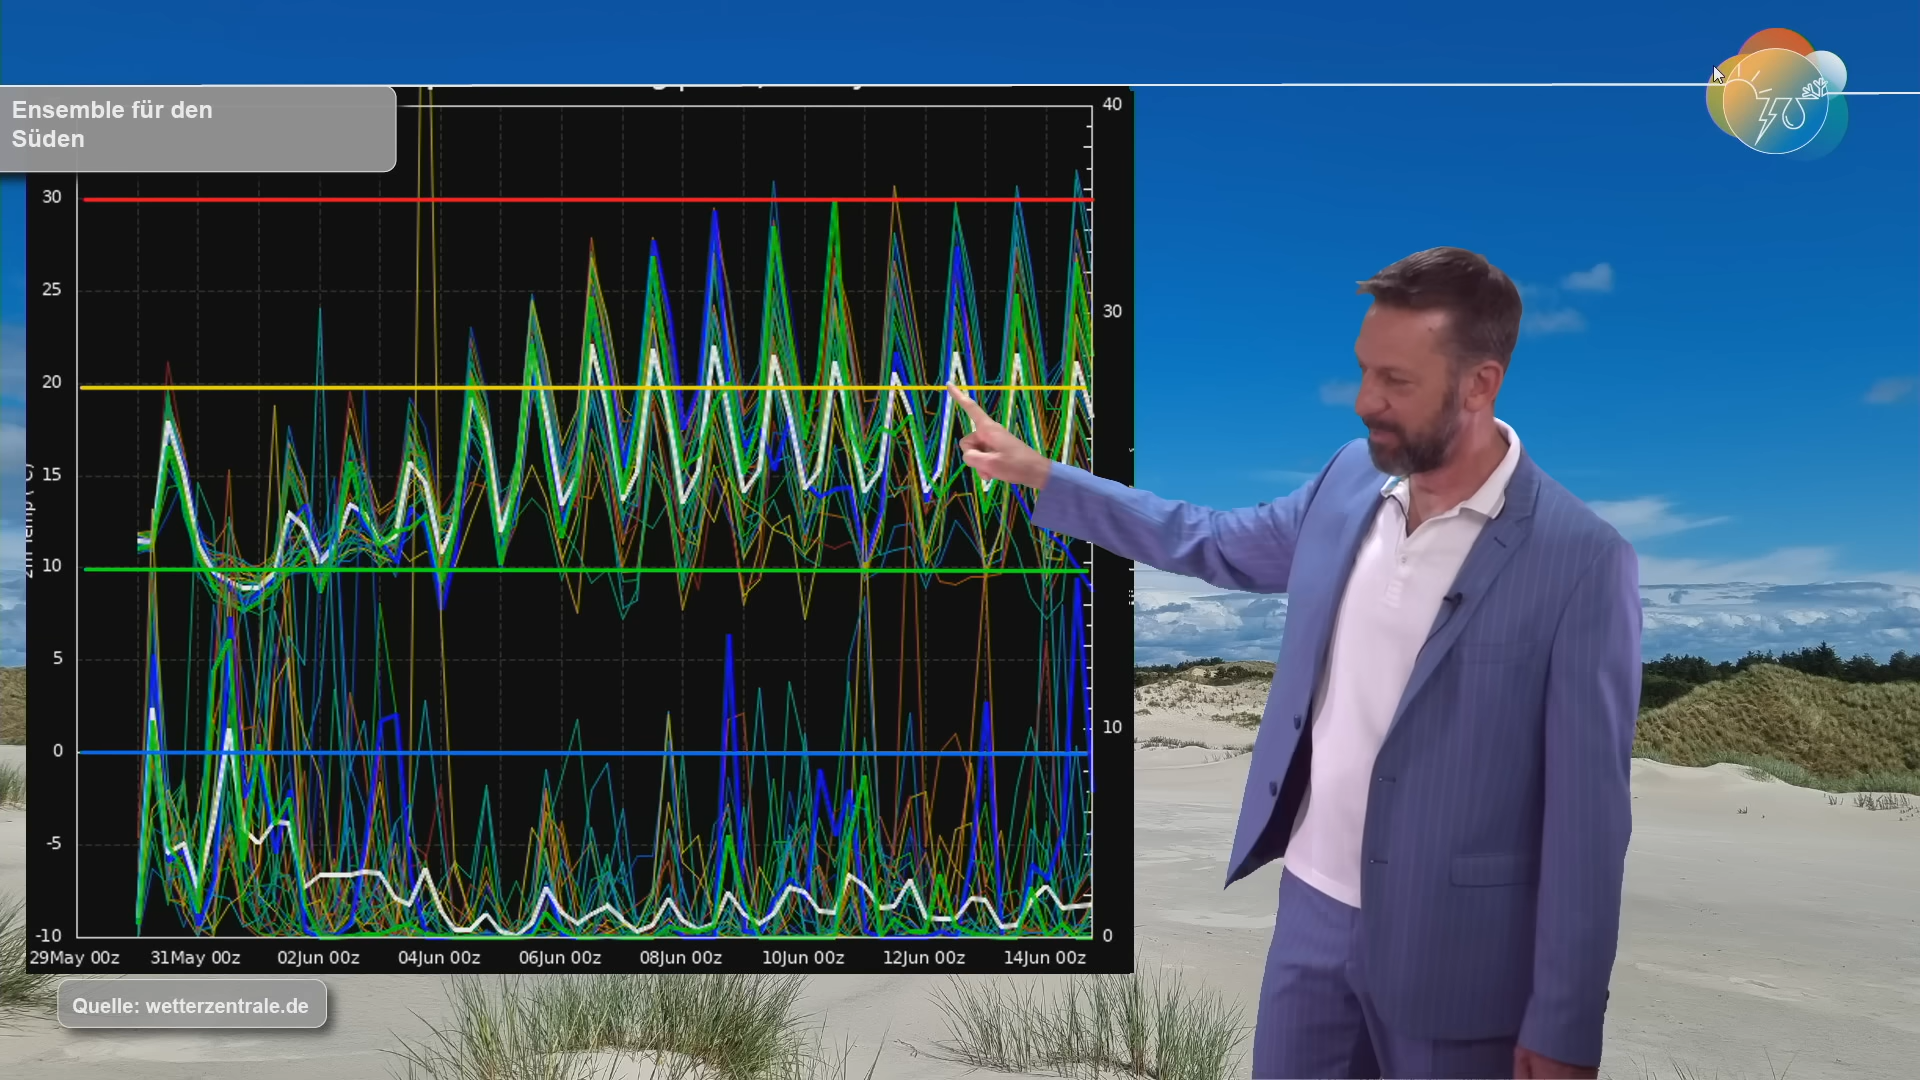 Ensemble für den
Süden
40
30
25
30
20
15
10
5
10
0
-5
-10
0
29May 00z
31May 00z
02Jun 00z
04Jun 00z
06Jun 00z
08Jun 00z
10Jun 00z
12Jun 00z
14Jun 00z
Quelle: wetterzentrale.de